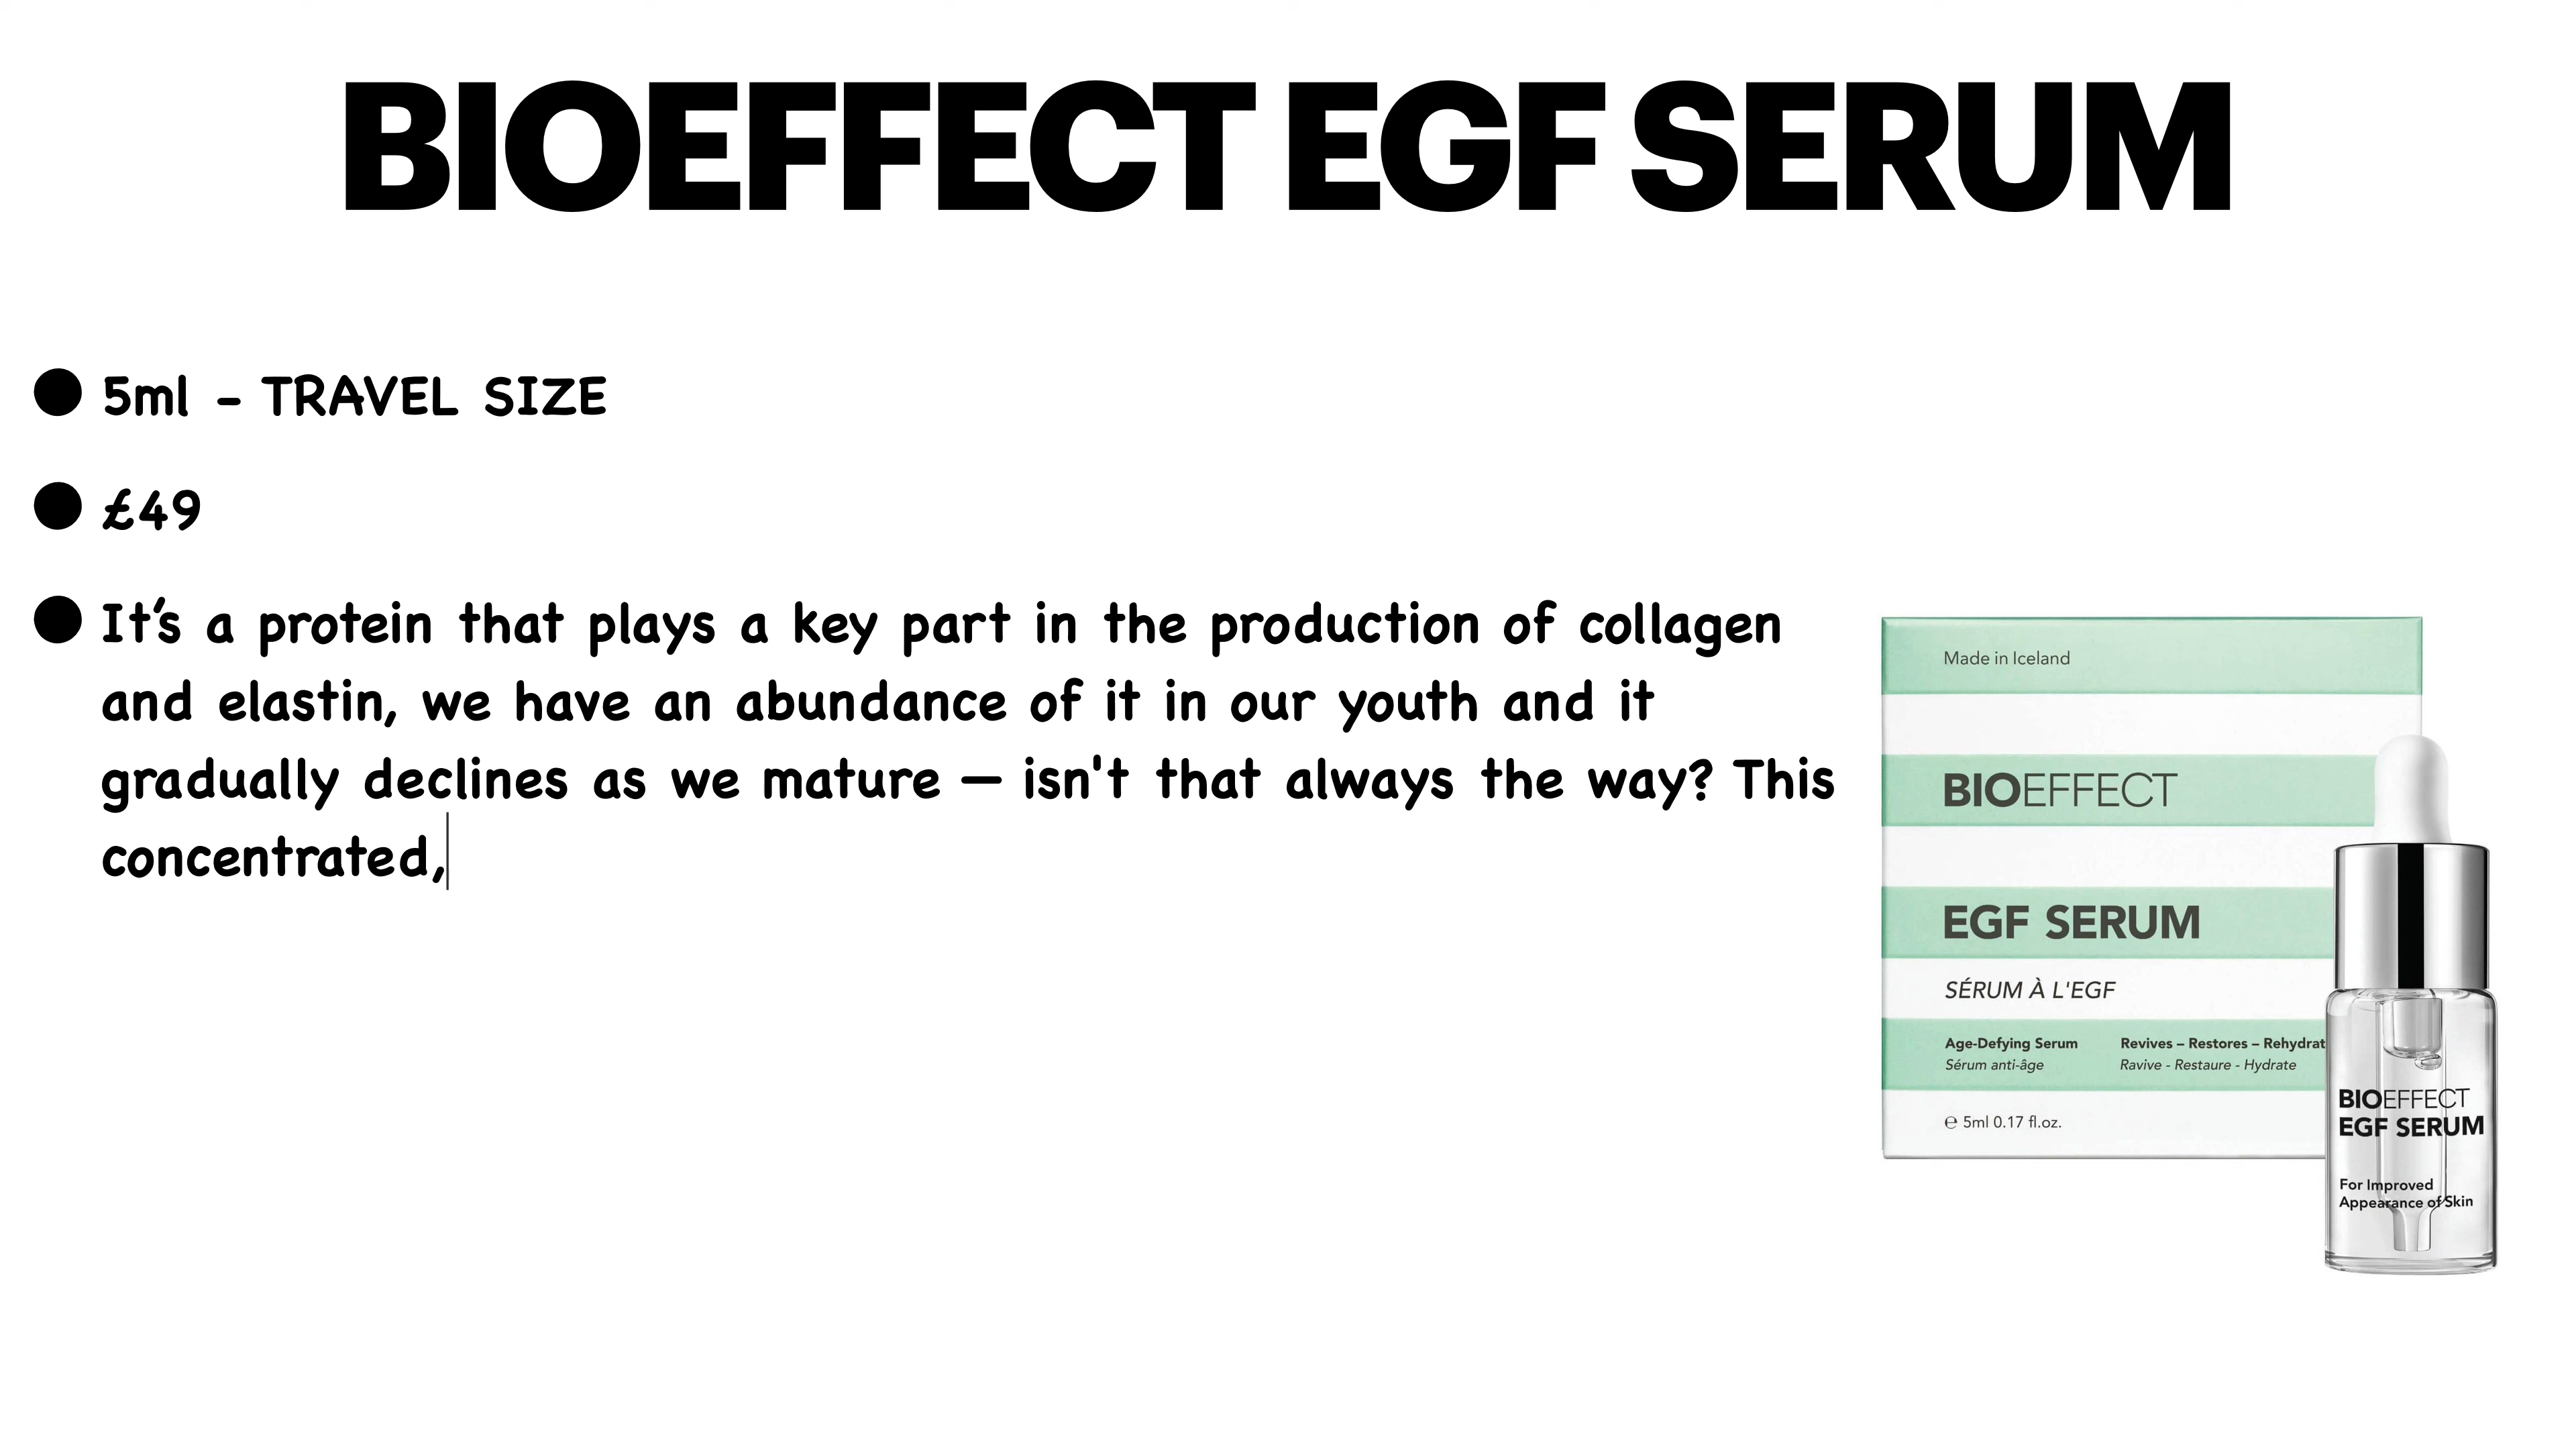 BIOEFFECT EGF SERUM
● 5ml - TRAVEL SIZE
● £49
● It’s a protein that plays a key part in the production of collagen
and elastin, we have an abundance of it in our youth and it
gradually declines as we mature — isn't that always the way? This
concentrated,
Made in Iceland
BIOEFFECT
EGF SERUM
SÉRUM À L'EGF
Age-Defying Serum Revives – Restores – Rehydrat
Sérum anti-âge Ravive - Restaure - Hydrate
℮ 5ml 0.17 fl.oz.
BIOEFFECT
EGF SERUM
For Improved
Appearance of Skin